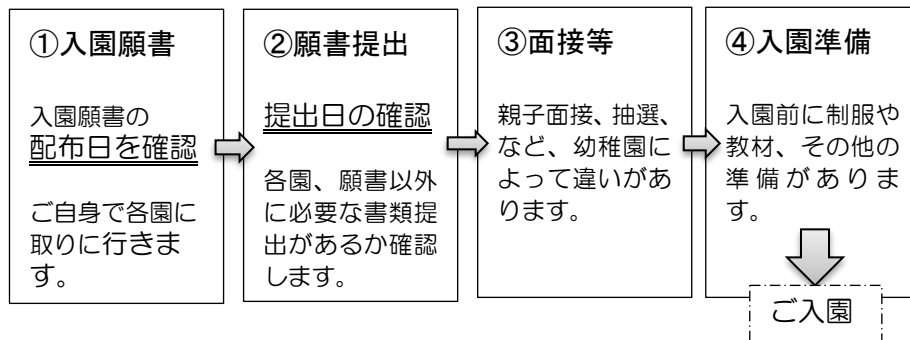 ①入園願書
入園願書の
配布日を確認
ご自身で各園に
取りに行きま
す。
②願書提出
提出日の確認
各園、願書以外
に必要な書類提
出があるか確認
します。
③面接等
親子面接、抽選、
など、幼稚園に
よって違いがあ
ります。
④入園準備
入園前に制服や
教材、その他の
準備がありま
す。
ご入園